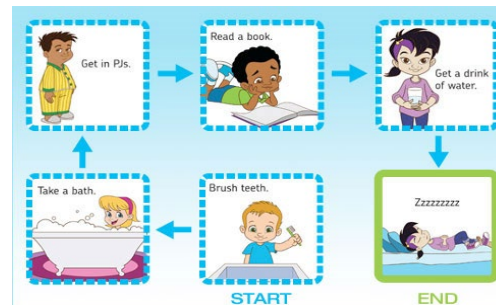 Get in PJs.
Read a book.
Get a drink
of water.
Take a bath.
Brush teeth.
Zzzzzzzzz
START
END